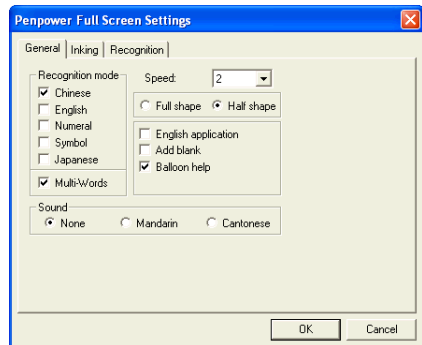 Penpower Full Screen Settings
General Inking Recognition
Recognition mode
Chinese
English
Numeral
Symbol
Japanese
Multi-Words
Speed: 2
Full shape Half shape
English application
Add blank
Balloon help
Sound
None Mandarin Cantonese
OK Cancel